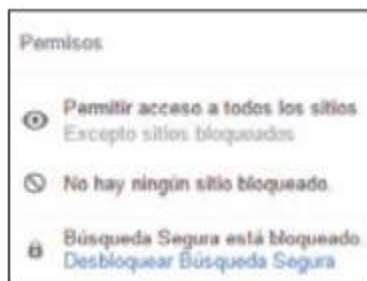 Permisos
Permitir acceso a todos los sitios
Excepto sitios bloqueados
No hay ningún sitio bloqueado.
Búsqueda Segura está bloqueado.
Desbloquear Búsqueda Segura